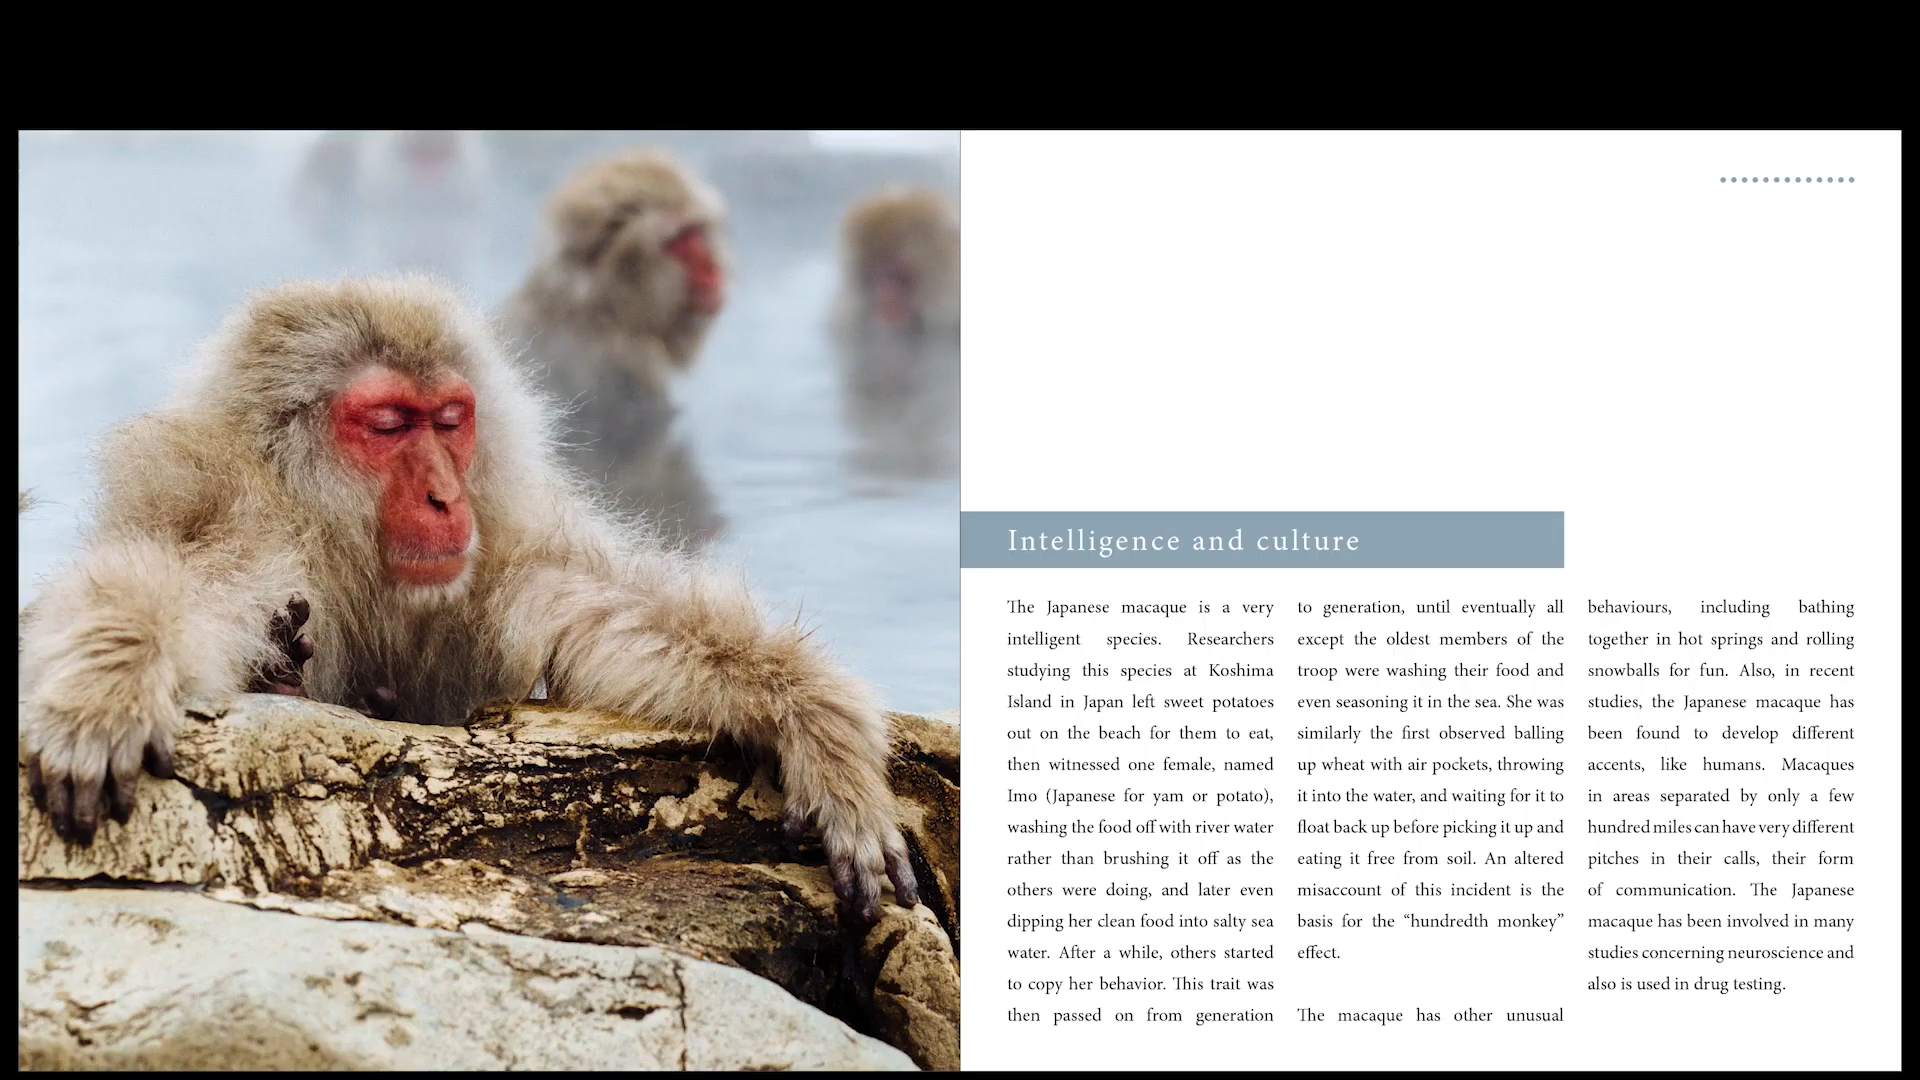 Intelligence and culture
The Japanese macaque is a very
intelligent species. Researchers
studying this species at Koshima
Island in Japan left sweet potatoes
out on the beach for them to eat,
then witnessed one female, named
Imo (Japanese for yam or potato),
washing the food off with river water
rather than brushing it off as the
others were doing, and later even
dipping her clean food into salty sea
water. After a while, others started
to copy her behavior. This trait was
then passed on from generation
to generation, until eventually all
except the oldest members of the
troop were washing their food and
even seasoning it in the sea. She was
similarly the first observed balling
up wheat with air pockets, throwing
it into the water, and waiting for it to
float back up before picking it up and
eating it free from soil. An altered
misaccount of this incident is the
basis for the “hundredth monkey”
effect.
The macaque has other unusual
behaviours, including bathing
together in hot springs and rolling
snowballs for fun. Also, in recent
studies, the Japanese macaque has
been found to develop different
accents, like humans. Macaques
in areas separated by only a few
hundred miles can have very different
pitches in their calls, their form
of communication. The Japanese
macaque has been involved in many
studies concerning neuroscience and
also is used in drug testing.